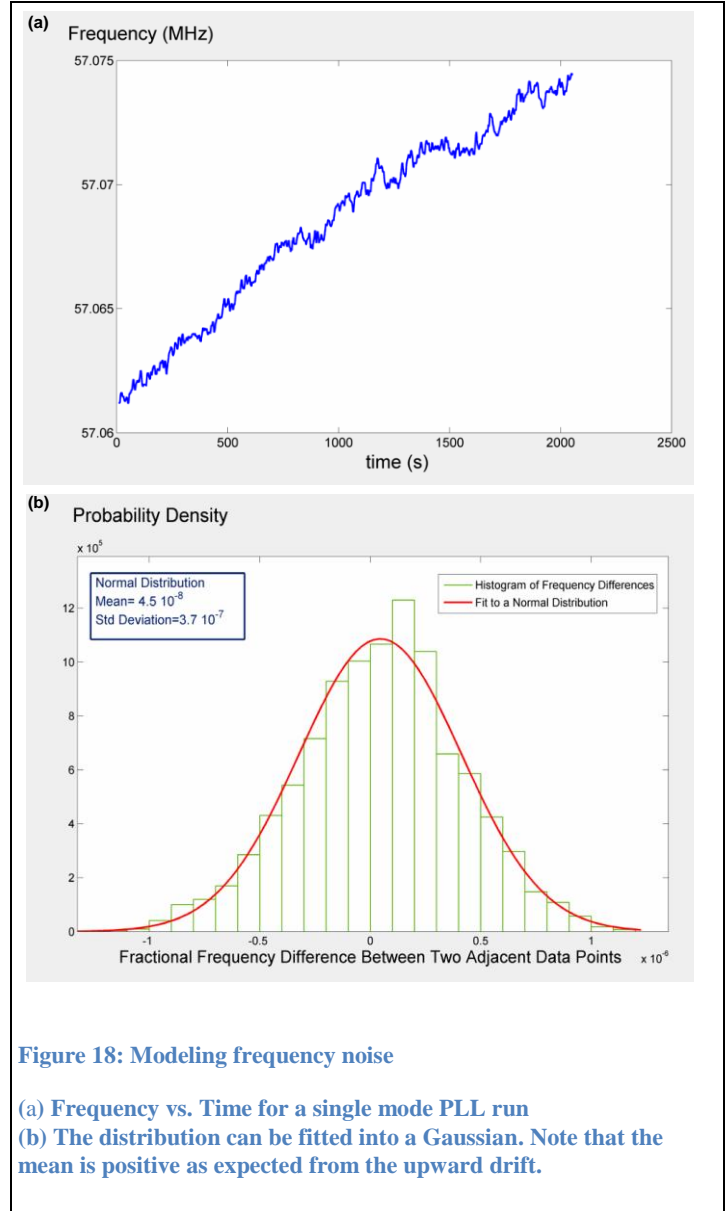 (a)
Frequency (MHz)
57.075
57.07
57.065
57.06
0 500 1000 1500 2000 2500
time (s)
(b)
Probability Density
x 10^5
Normal Distribution
Mean= 4.5 10^-8
Std Deviation=3.7 10^-7
Histogram of Frequency Differences
Fit to a Normal Distribution
12
10
8
6
4
2
0
-1 -0.5 0 0.5 1
Fractional Frequency Difference Between Two Adjacent Data Points x 10^-6
Figure 18: Modeling frequency noise
(a) Frequency vs. Time for a single mode PLL run
(b) The distribution can be fitted into a Gaussian. Note that the
mean is positive as expected from the upward drift.